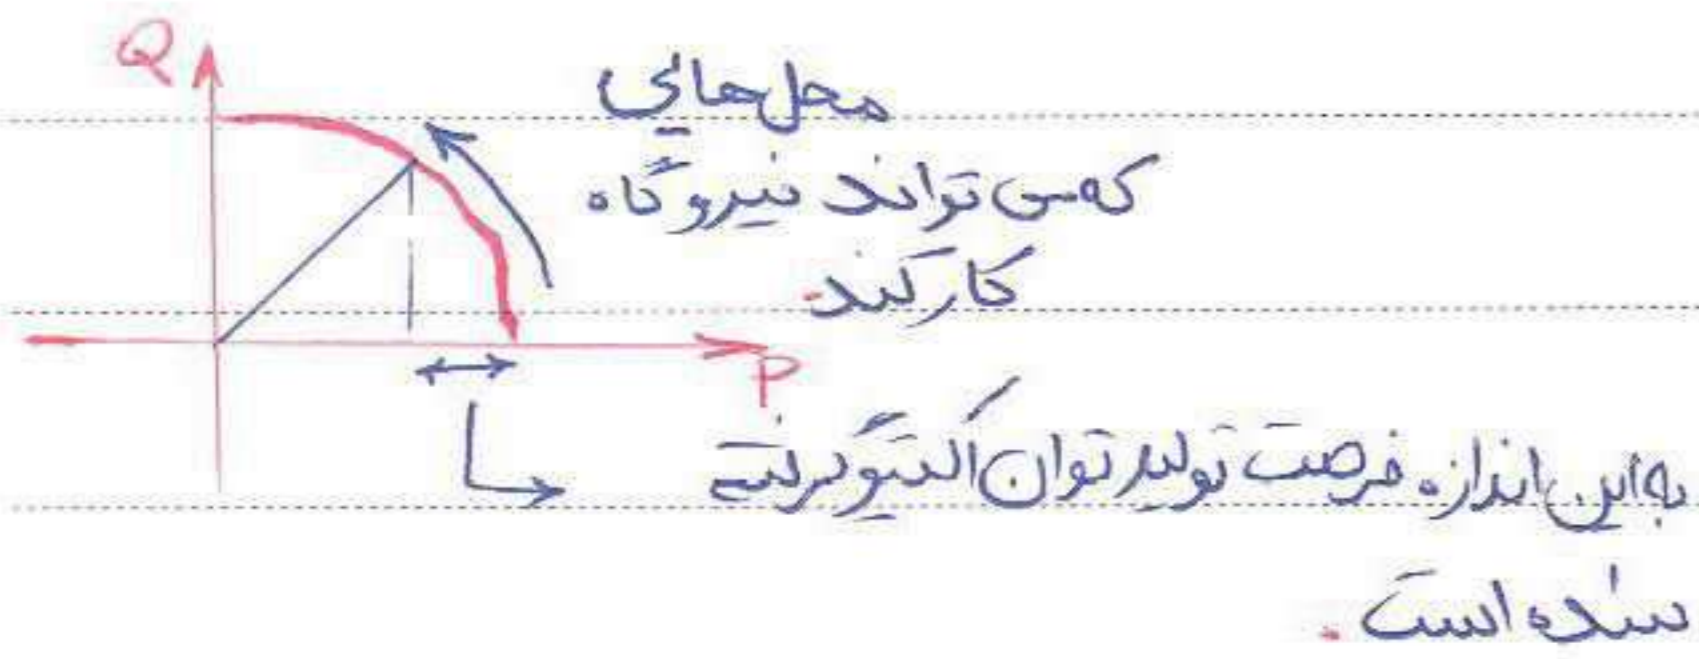 Q
محل‌هایی
که می‌تواند نیروگاه
کار کند.
P
به این اندازه فرصت تولید توان اکتیو گرفته
شده است.